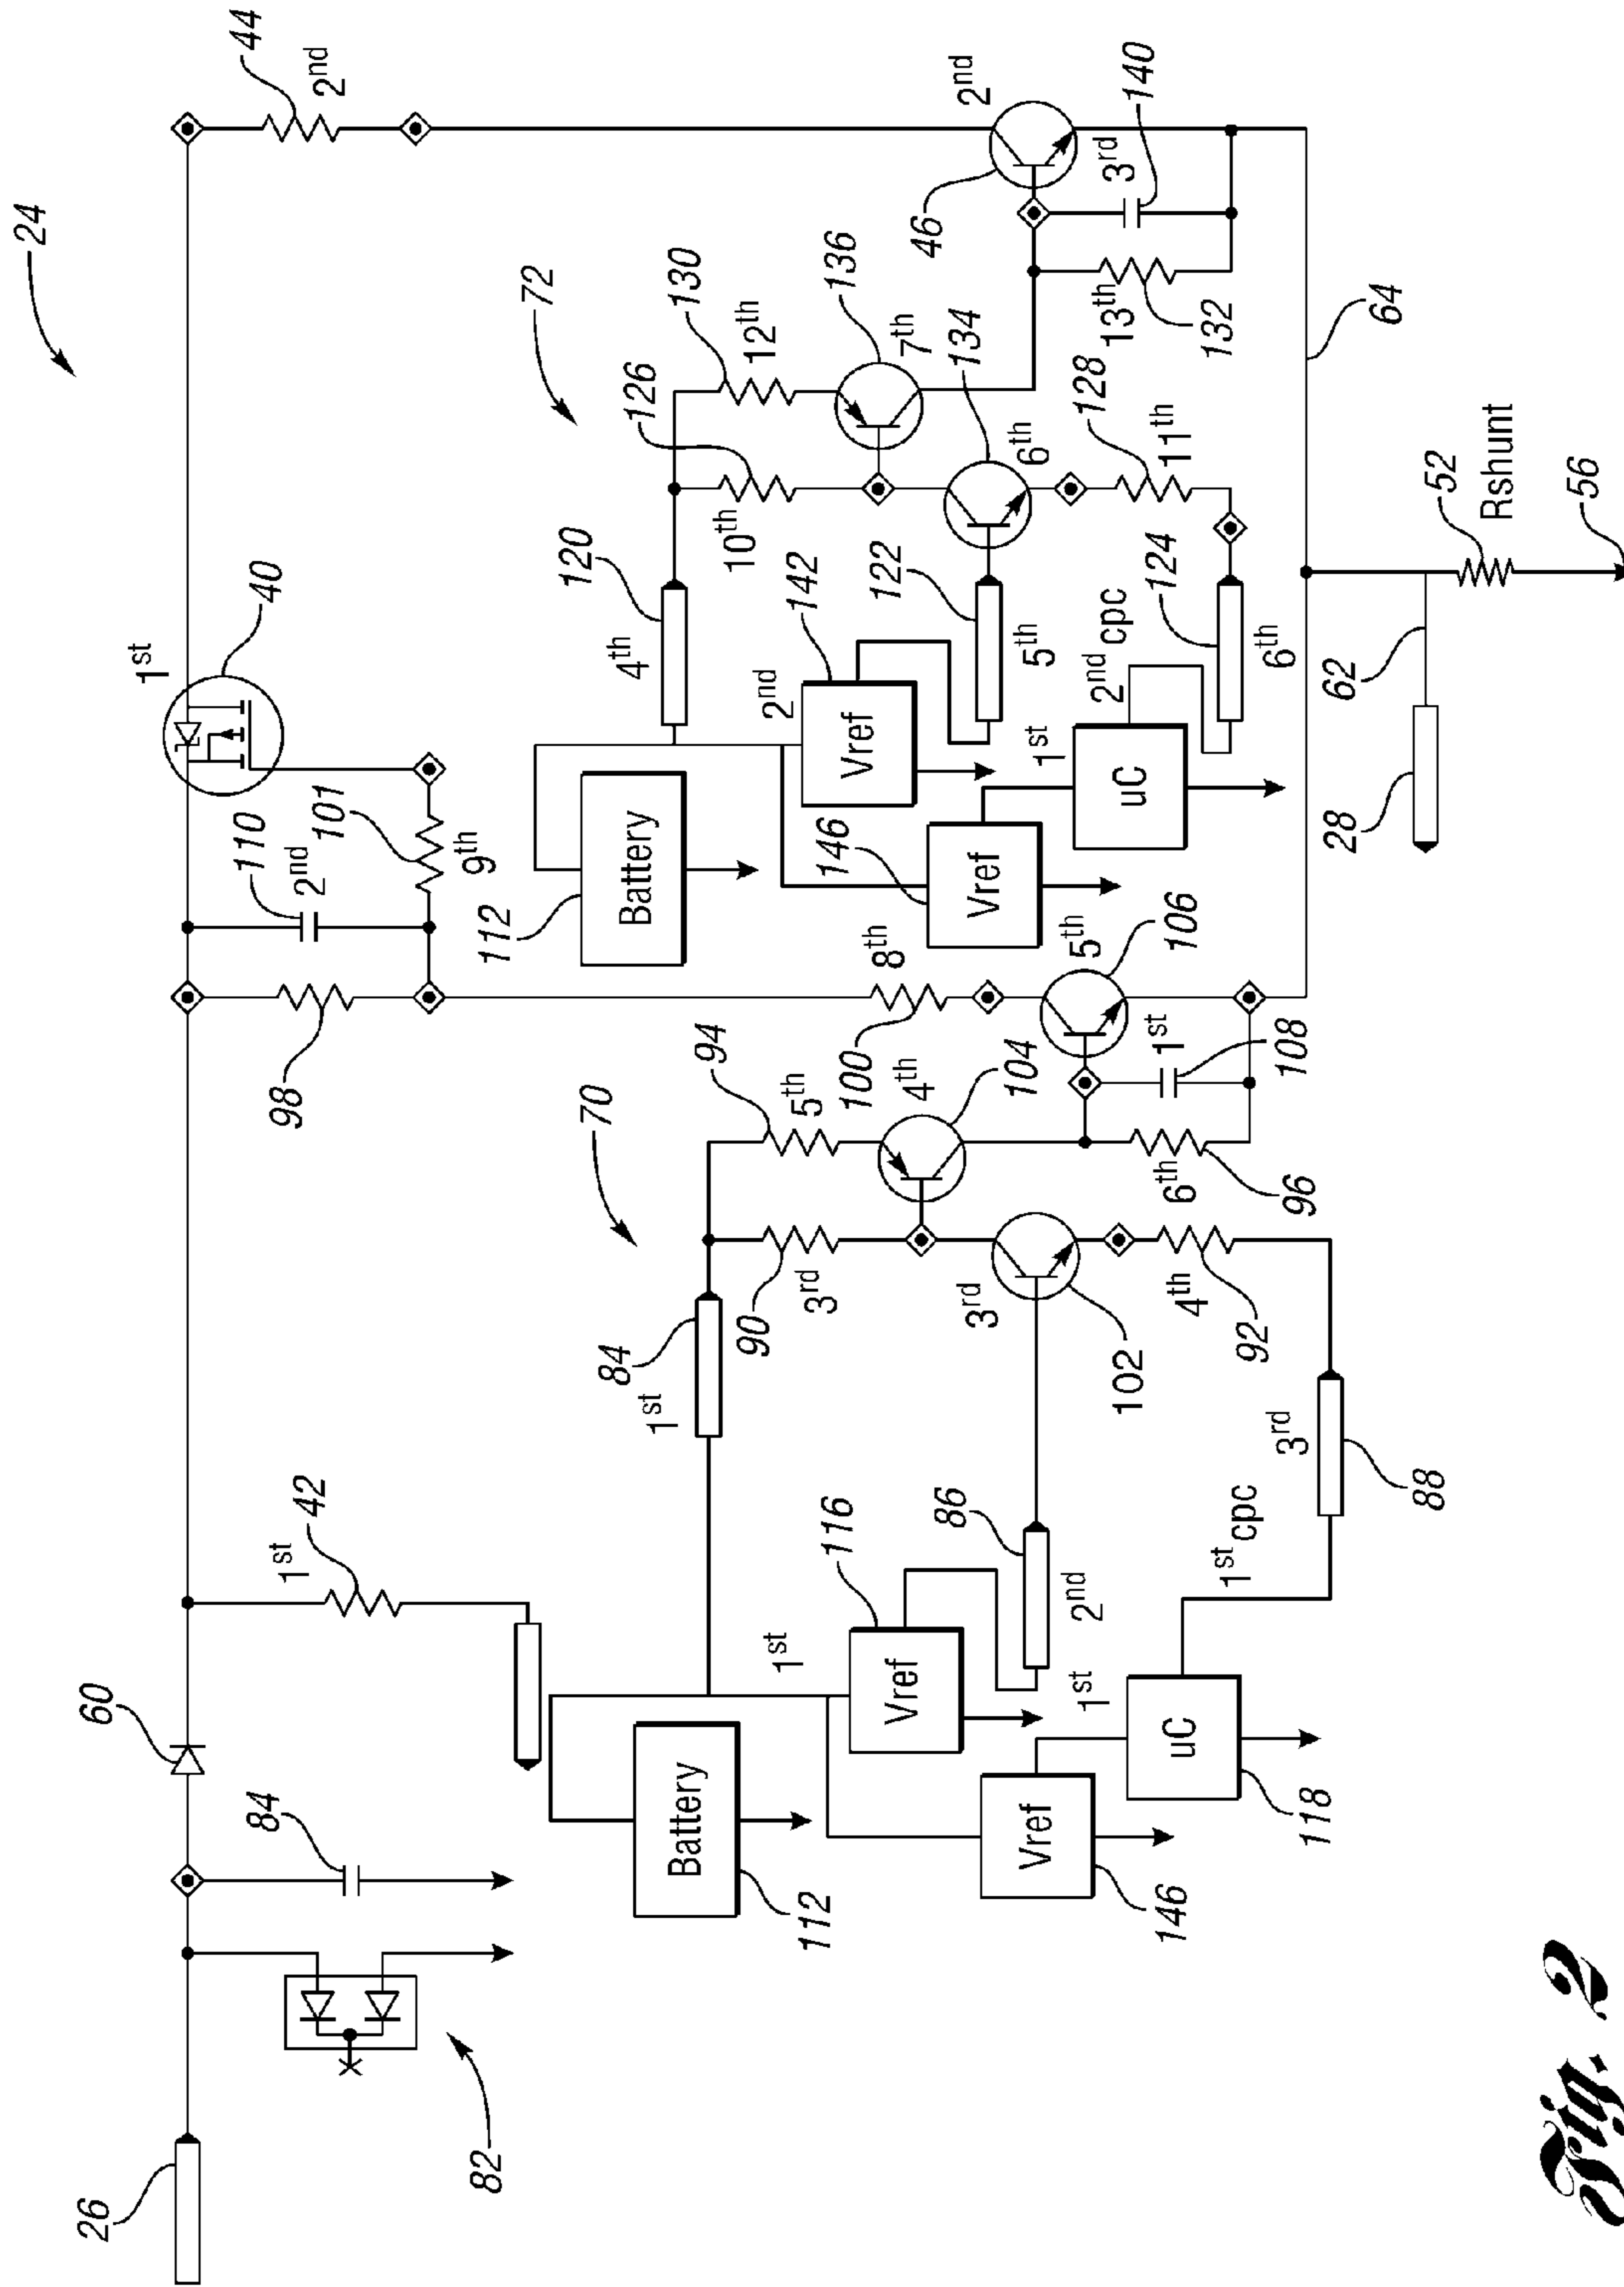 24
44
2nd
1st
40
60
26
84
82
1st
42
98
110
2nd
101
9th
112
Battery
72
120
4th
126
10th
130
12th
136
7th
134
6th
2nd
46
3rd
140
13th
132
142
2nd
Vref
122
5th
146
Vref
1st
uC
2nd cpc
124
6th
128
11th
64
70
84
1st
94
5th
90
3rd
100
8th
4th
104
5th
106
1st
108
6th
96
3rd
102
4th
92
3rd
88
Battery
112
1st
116
Vref
86
2nd
146
Vref
1st
uC
118
1st cpc
28
62
52
Rshunt
56
Fig. 2